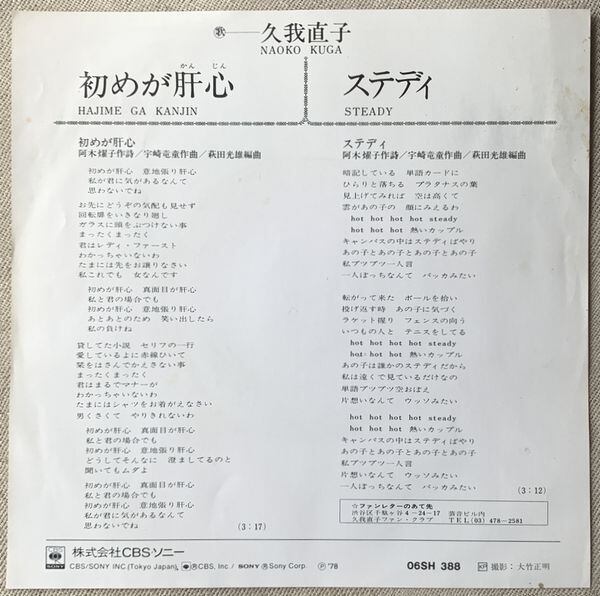 歌――久我直子
NAOKO KUGA
かん じん
初めが肝心
HAJIME GA KANJIN
ステディ
STEADY
初めが肝心
阿木燿子作詩/宇崎竜童作曲/萩田光雄編曲
初めが肝心 意地張り肝心
私が君に気があるなんて
思わないでね
お先にどうぞの気配も見せず
回転扉をいきなり廻し
ガラスに頭をぶつけない事
まったくまったく
君はレディ・ファースト
わかっちゃいないわ
たまには先をお譲りなさい
私これでも 女なんです
初めが肝心 真面目が肝心
私と君の場合でも
初めが肝心 意地張り肝心
あとあとのため 笑い出したら
私の負けね
貸してた小説 セリフの一行
愛しているよに赤線ひいて
栞をはさんでかえさない事
まったくまったく
君はまるでマナーが
わかっちゃいないわ
たまにはシャツをお着がえなさい
男くさくて やりきれないわ
初めが肝心 真面目が肝心
私と君の場合でも
初めが肝心 意地張り肝心
どうしてそんなに 澄ましてるのと
聞いてもムダよ
初めが肝心 真面目が肝心
私と君の場合でも
初めが肝心 意地張り肝心
私が君に気があるなんて
思わないでね
(3:17)
ステディ
阿木燿子作詩/宇崎竜童作曲/萩田光雄編曲
暗記している 単語カードに
ひらりと落ちる プラタナスの葉
見上げてみれば 空は高くて
雲があの子の 顔にみえるわ
hot hot hot hot steady
hot hot hot 熱いカップル
キャンパスの中はステディばやり
あの子とあの子とあの子とあの子
私ブツブツ一人言
一人ぼっちなんて バッカみたい
転がって来た ボールを拾い
投げ返す時 あの子に気づく
ラケット握り フェンスの向う
いつもの人と テニスをしてる
hot hot hot hot steady
hot hot hot 熱いカップル
あの子は誰かのステディだから
私は遠くで見ているだけなの
単語ブツブツ空おぼえ
片想いなんて ウッソみたい
hot hot hot hot steady
hot hot hot 熱いカップル
キャンパスの中はステディばやり
あの子とあの子とあの子とあの子
私ブツブツ一人言
片想いなんて ウッソみたい
一人ぼっちなんて バッカみたい
(3:12)
☆ファンレターのあて先
渋谷区千駄ヶ谷4-24-17 弥音ビル内
久我直子ファン・クラブ TEL(03)478-2581
株式会社CBS・ソニー
CBS/SONY INC.(Tokyo Japan), Ⓡ CBS, Inc / SONY Ⓡ Sony Corp. Ⓟ '78
06SH 388
KP 撮影:大竹正明